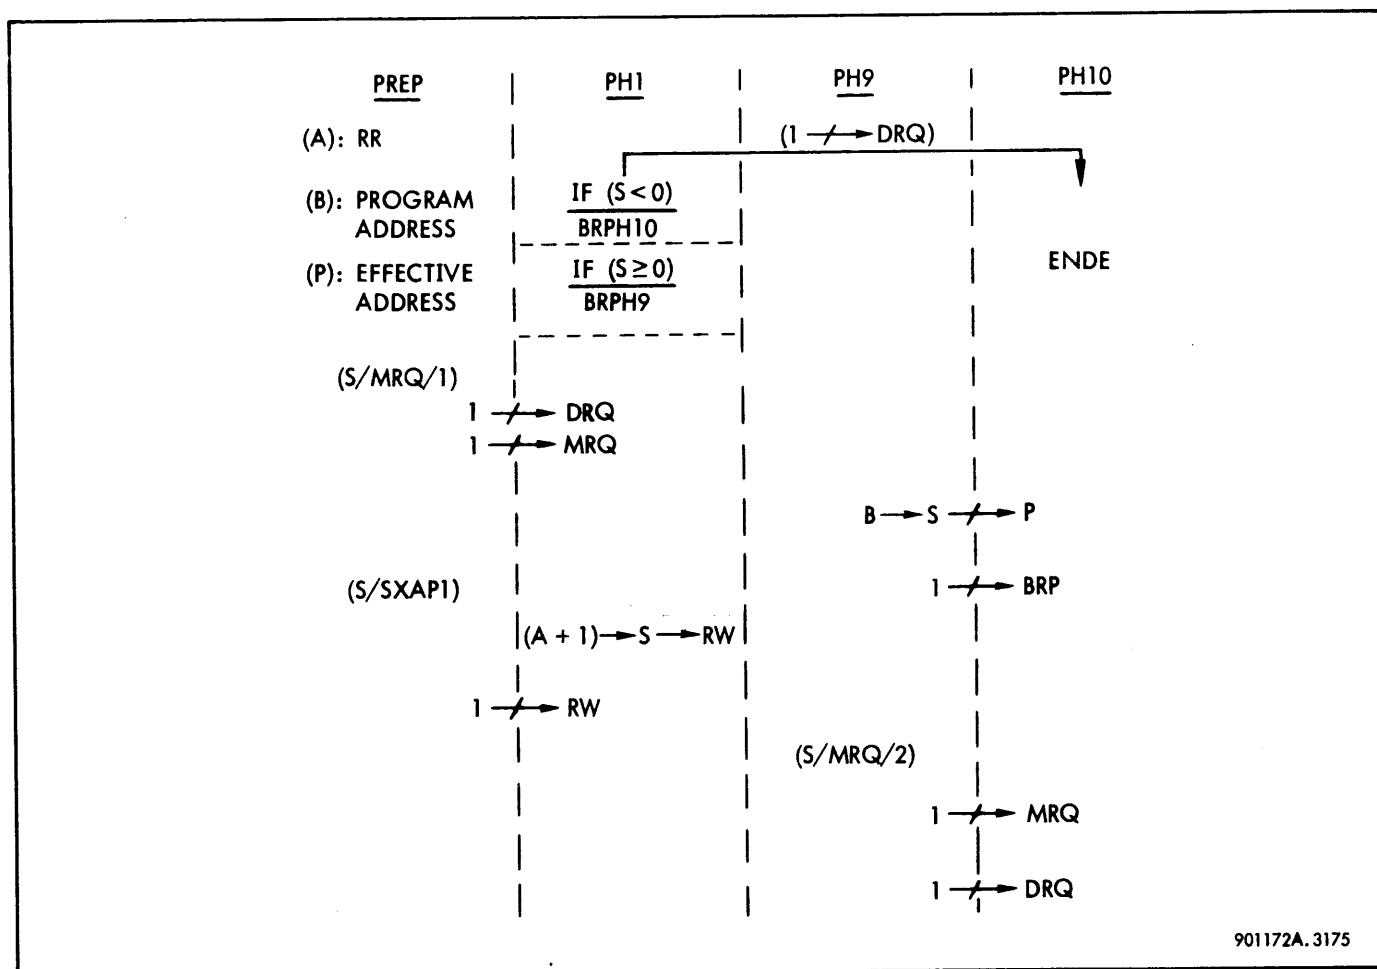 PREP PH1 PH9 PH10
(A): RR
(1 → DRQ)
(B): PROGRAM ADDRESS
IF (S < 0)
BRPH10
(P): EFFECTIVE ADDRESS
IF (S ≥ 0)
BRPH9
ENDE
(S/MRQ/1)
1 → DRQ
1 → MRQ
B → S → P
(S/SXAP1)
1 → BRP
(A + 1) → S → RW
1 → RW
(S/MRQ/2)
1 → MRQ
1 → DRQ
901172A.3175